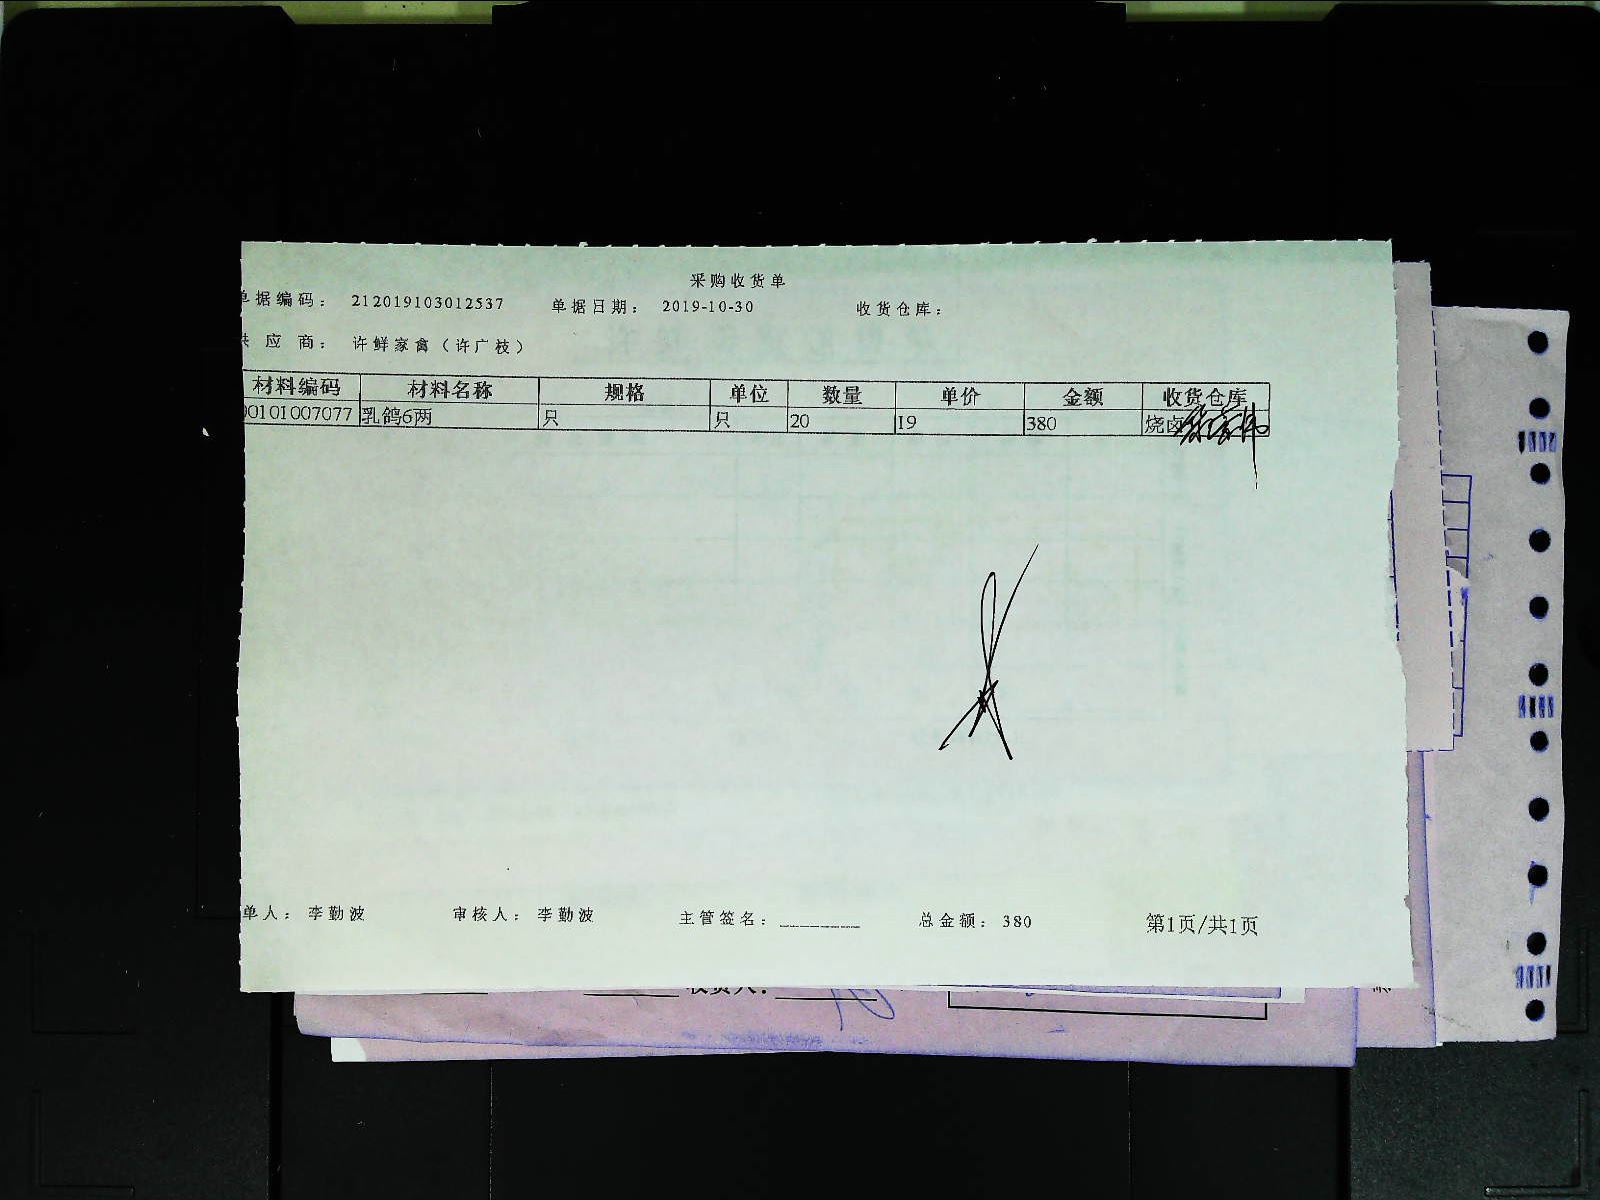 采购收货单
单据编码： 212019103012537 单据日期： 2019-10-30 收货仓库：
供应商： 许鲜家禽（许广枝）
材料编码 材料名称 规格 单位 数量 单价 金额 收货仓库
00101007077 乳鸽6两 只 只 20 19 380 烧卤
单人： 李勤波 审核人： 李勤波 主管签名： 总金额： 380 第1页/共1页
收货人：